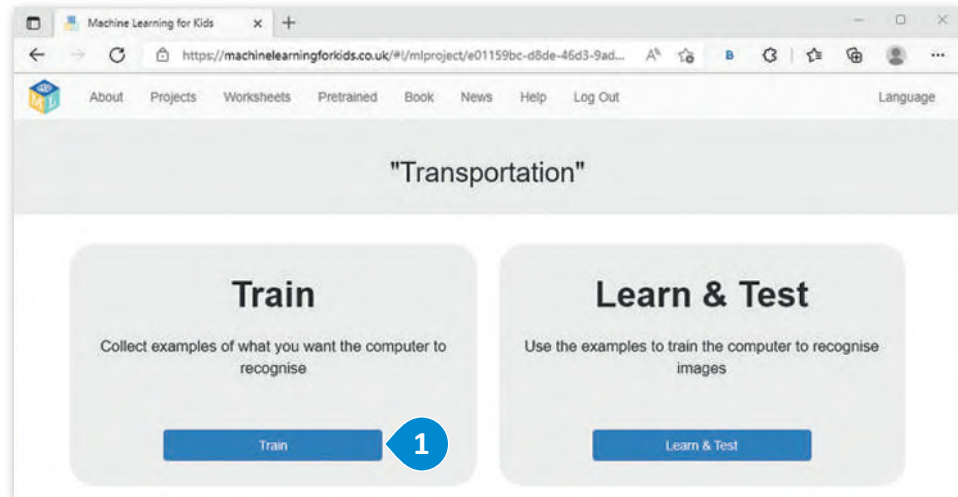 Machine Learning for Kids
https://machinelearningforkids.co.uk/#!/mlproject/e01159bc-d8de-46d3-9ad...
About Projects Worksheets Pretrained Book News Help Log Out Language
"Transportation"
Train
Collect examples of what you want the computer to
recognise
Train
1
Learn & Test
Use the examples to train the computer to recognise
images
Learn & Test